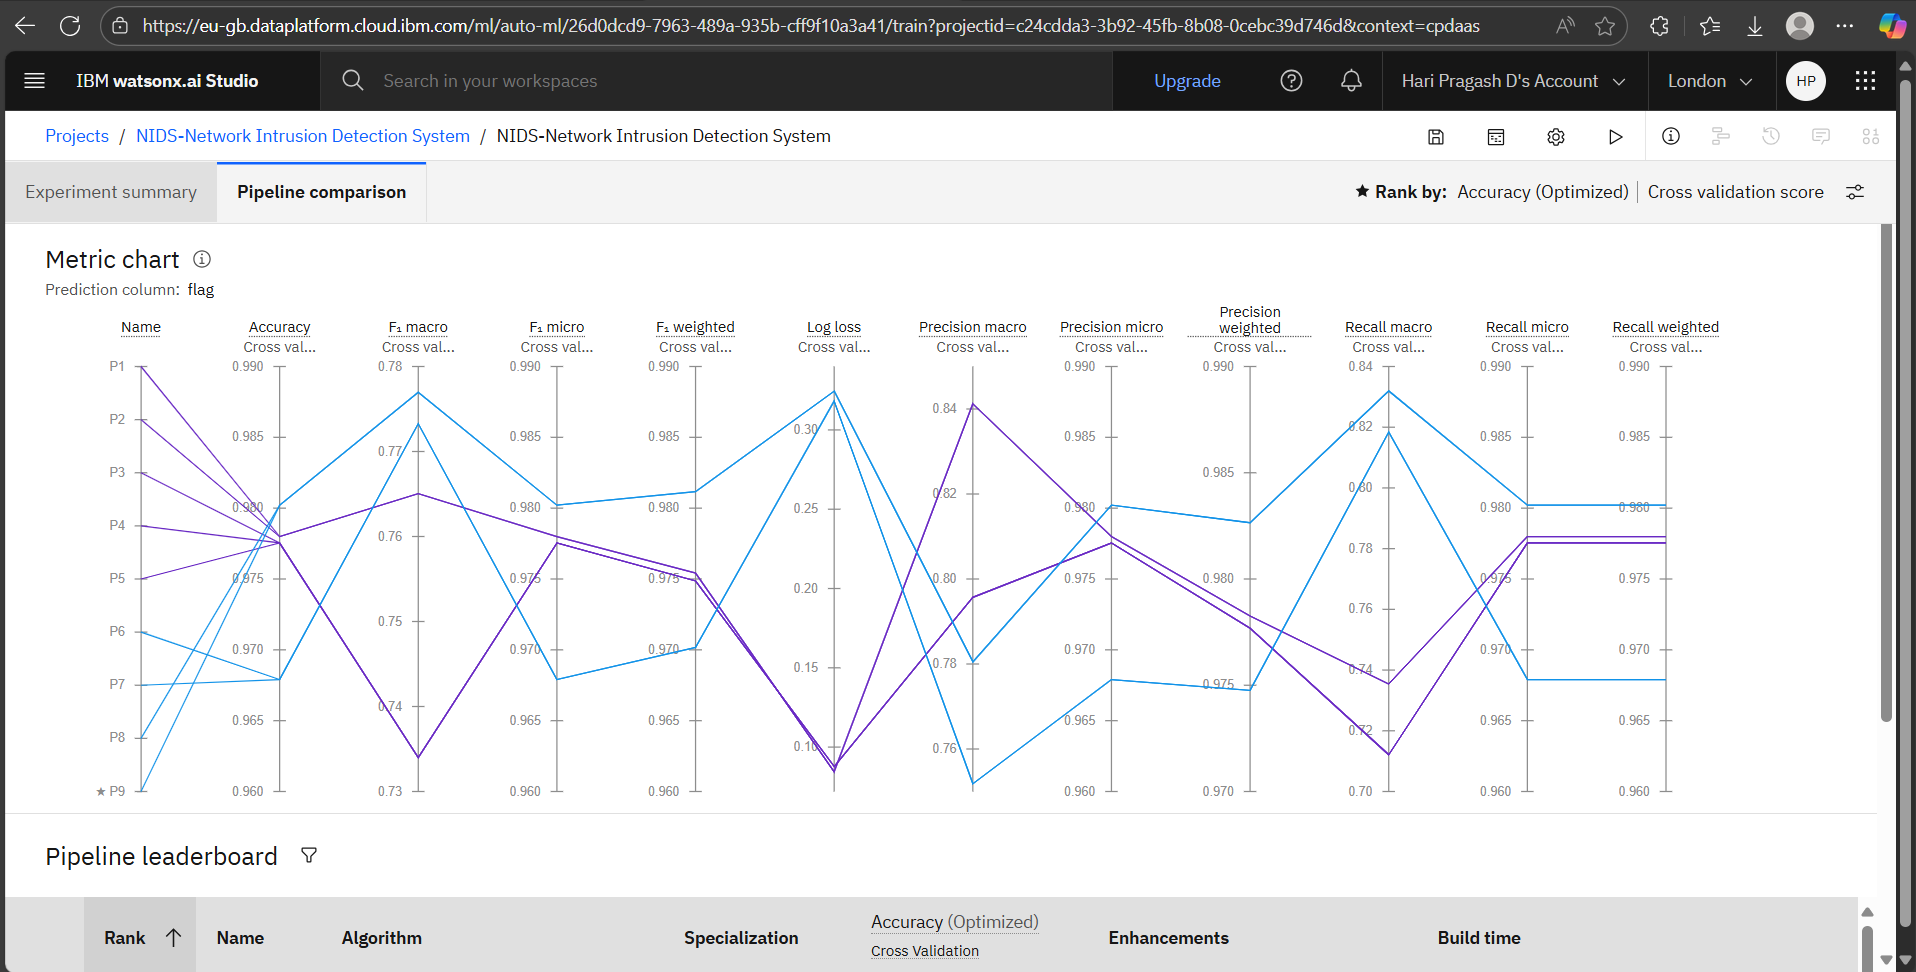 https://eu-gb.dataplatform.cloud.ibm.com/ml/auto-ml/26d0dcd9-7963-489a-935b-cff9f10a3a41/train?projectid=c24cdda3-3b92-45fb-8b08-0cebc39d746d&context=cpdaas
IBM watsonx.ai Studio
Search in your workspaces
Upgrade
Hari Pragash D's Account
London
HP
Projects / NIDS-Network Intrusion Detection System / NIDS-Network Intrusion Detection System
Experiment summary
Pipeline comparison
★ Rank by: Accuracy (Optimized) | Cross validation score
Metric chart
Prediction column: flag
Name Accuracy F₁ macro F₁ micro F₁ weighted Log loss Precision macro Precision micro Precision weighted Recall macro Recall micro Recall weighted
Cross val... Cross val... Cross val... Cross val... Cross val... Cross val... Cross val... Cross val... Cross val... Cross val... Cross val...
P1 0.990 0.78 0.990 0.990 0.990 0.990 0.84 0.990 0.990
0.84
P2 0.985 0.985 0.985 0.30 0.985 0.82 0.985 0.985
0.77
P3 0.985
0.80
0.82
P4 0.980 0.980 0.980 0.25 0.980 0.980 0.980
0.76
0.78
P5 0.975 0.975 0.975 0.20 0.80 0.975 0.980 0.975 0.975
0.76
P6 0.75
0.970 0.970 0.970 0.15 0.78 0.970 0.74 0.970 0.970
P7 0.975
0.74
0.965 0.965 0.965 0.965 0.72 0.965 0.965
P8 0.10 0.76
★ P9 0.960 0.73 0.960 0.960 0.960 0.970 0.70 0.960 0.960
Pipeline leaderboard
Rank ↑ Name Algorithm Specialization Accuracy (Optimized) Enhancements Build time
Cross Validation